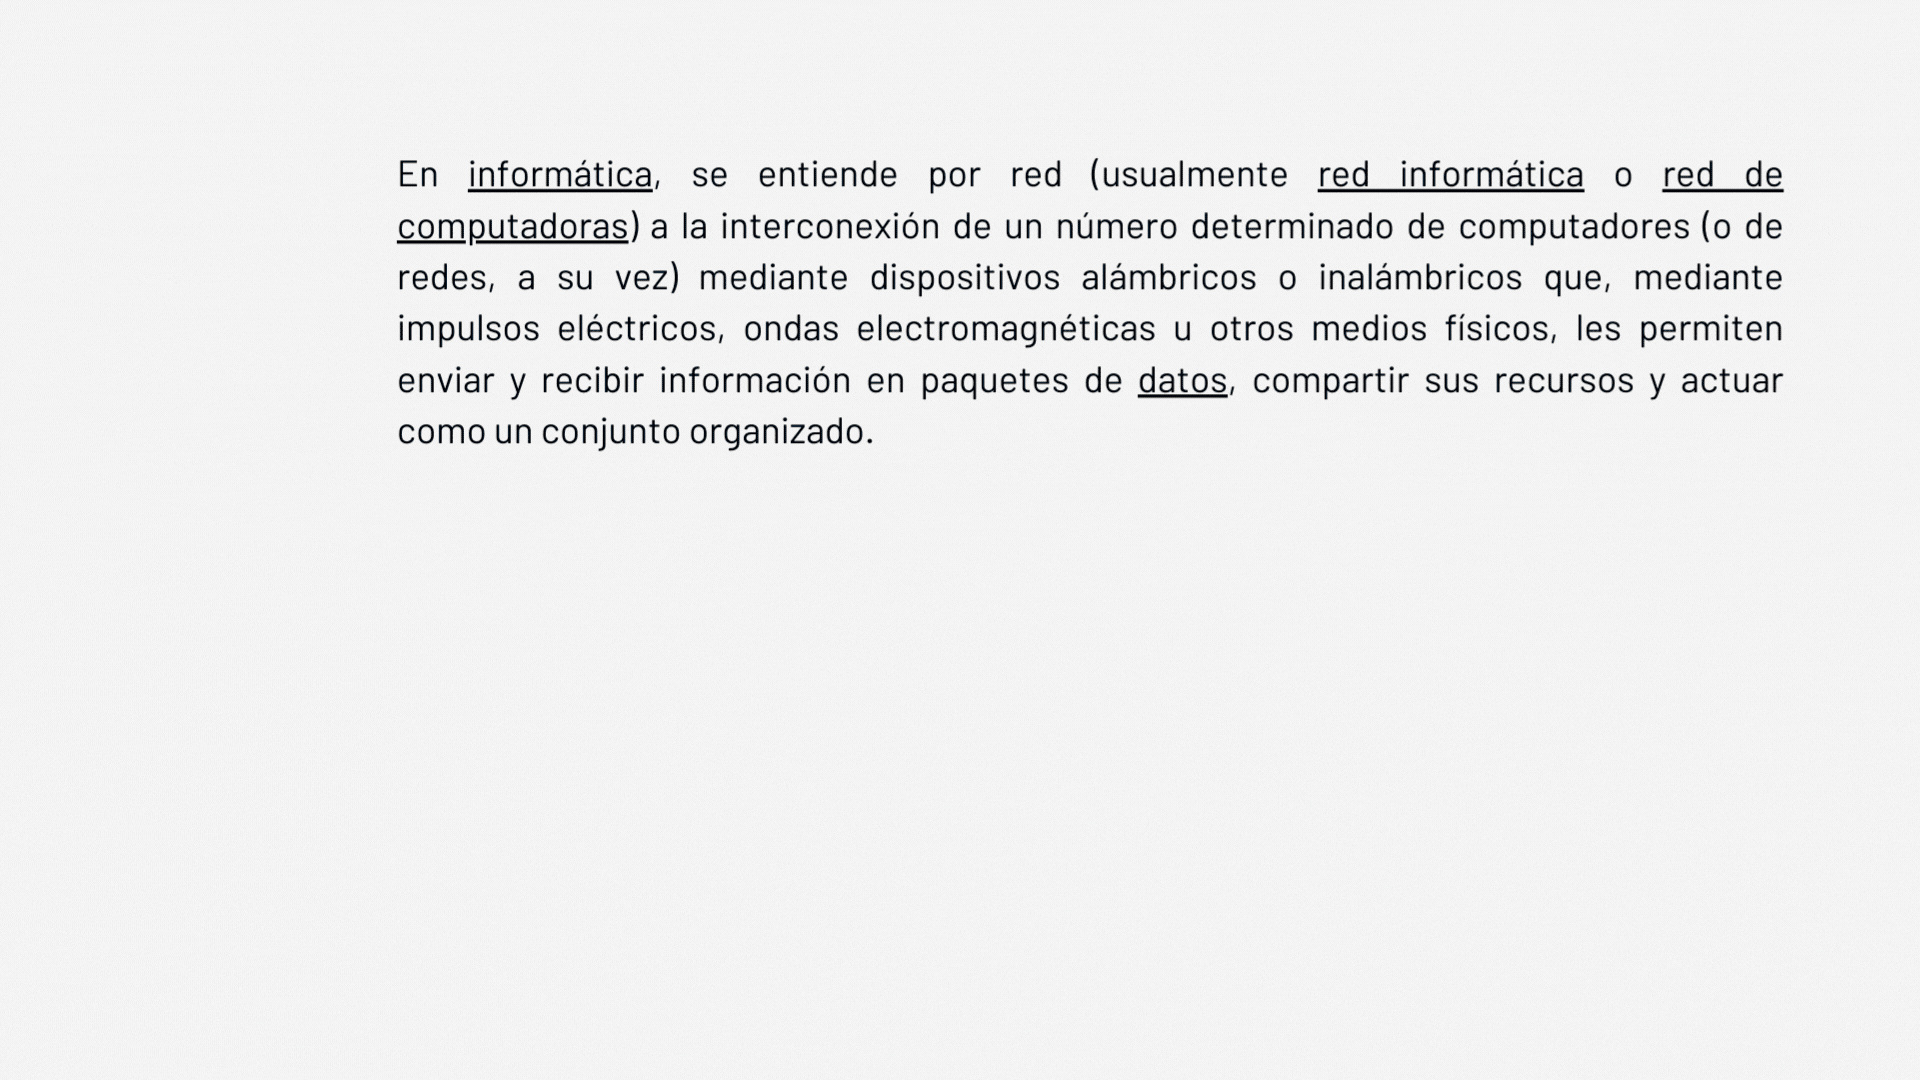 En informática, se entiende por red (usualmente red informática o red de
computadoras) a la interconexión de un número determinado de computadores (o de
redes, a su vez) mediante dispositivos alámbricos o inalámbricos que, mediante
impulsos eléctricos, ondas electromagnéticas u otros medios físicos, les permiten
enviar y recibir información en paquetes de datos, compartir sus recursos y actuar
como un conjunto organizado.